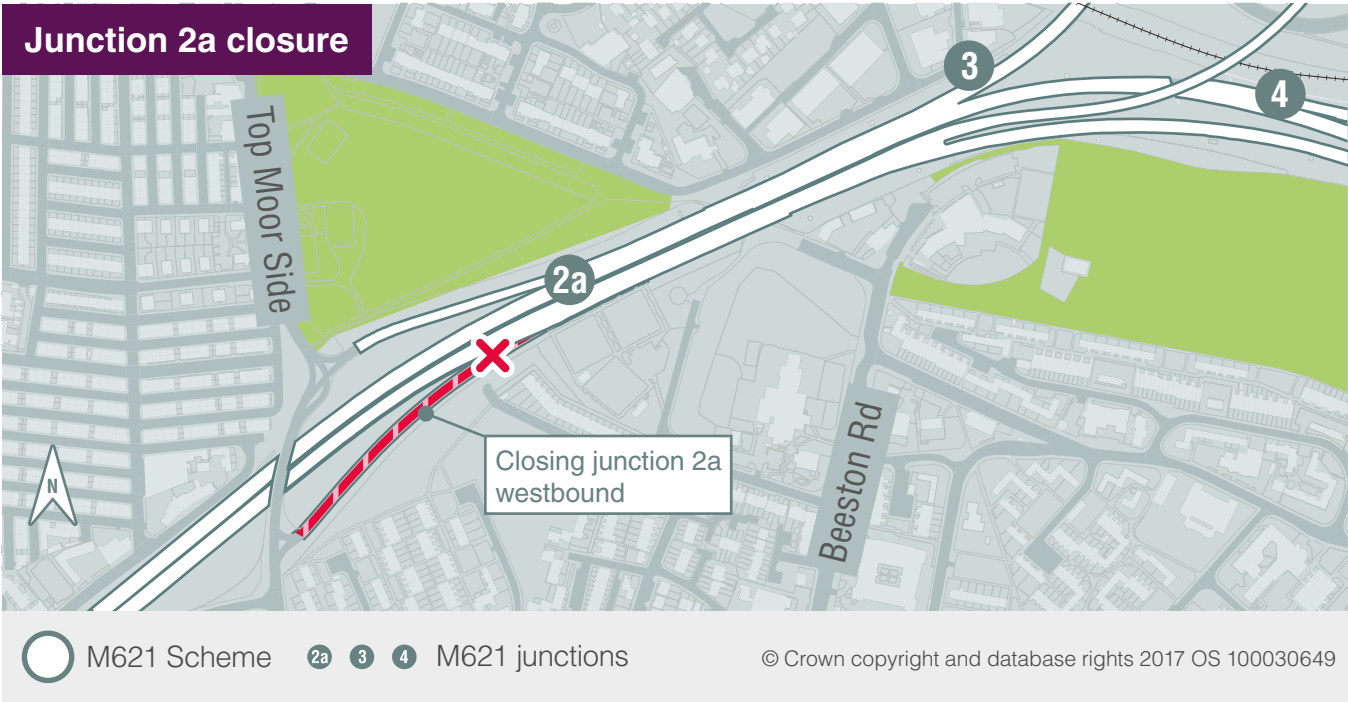 Junction 2a closure
3
4
Top Moor Side
2a
Closing junction 2a
westbound
Beeston Rd
N
M621 Scheme
2a 3 4 M621 junctions
© Crown copyright and database rights 2017 OS 100030649